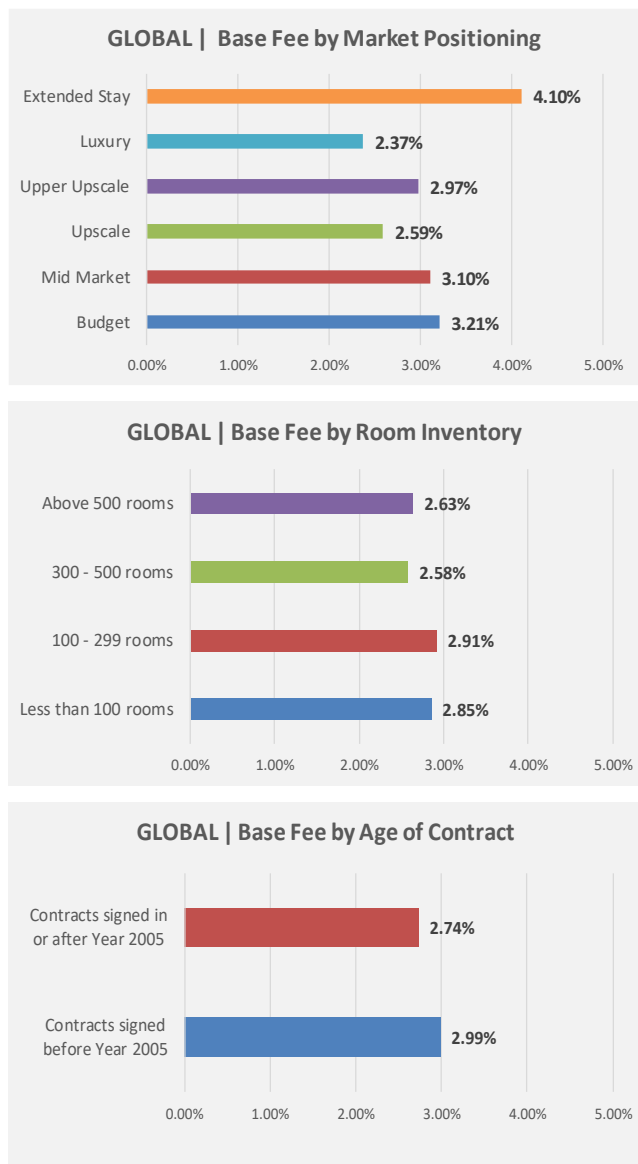 GLOBAL | Base Fee by Market Positioning
Extended Stay 4.10%
Luxury 2.37%
Upper Upscale 2.97%
Upscale 2.59%
Mid Market 3.10%
Budget 3.21%
0.00% 1.00% 2.00% 3.00% 4.00% 5.00%
GLOBAL | Base Fee by Room Inventory
Above 500 rooms 2.63%
300 - 500 rooms 2.58%
100 - 299 rooms 2.91%
Less than 100 rooms 2.85%
0.00% 1.00% 2.00% 3.00% 4.00% 5.00%
GLOBAL | Base Fee by Age of Contract
Contracts signed in
or after Year 2005
2.74%
Contracts signed
before Year 2005
2.99%
0.00% 1.00% 2.00% 3.00% 4.00% 5.00%